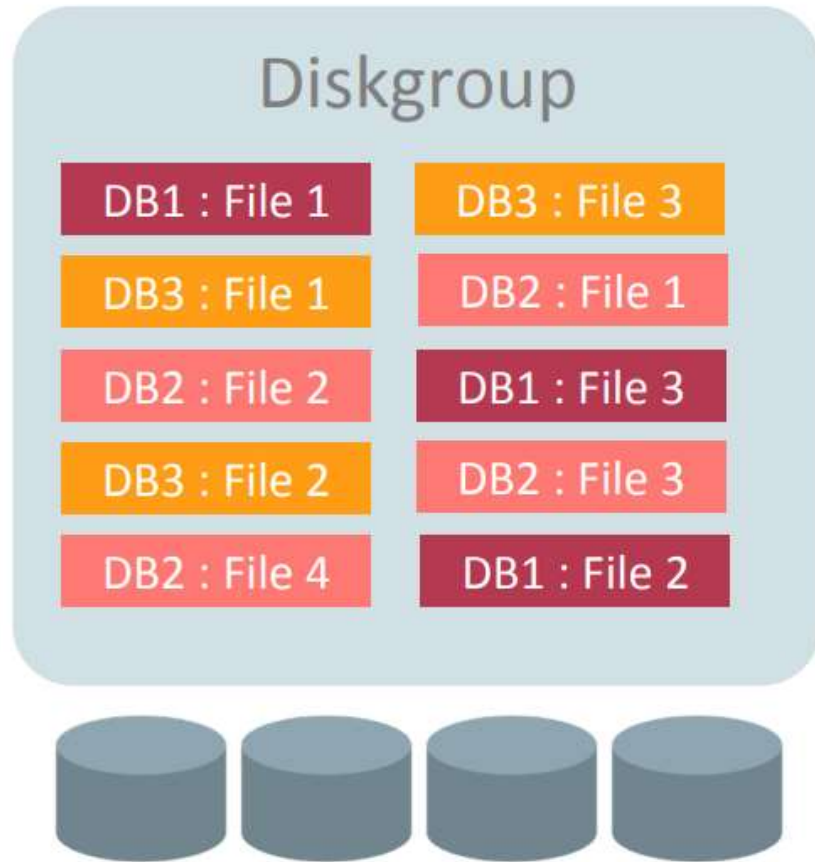 Diskgroup
DB1 : File 1
DB3 : File 3
DB3 : File 1
DB2 : File 1
DB2 : File 2
DB1 : File 3
DB3 : File 2
DB2 : File 3
DB2 : File 4
DB1 : File 2